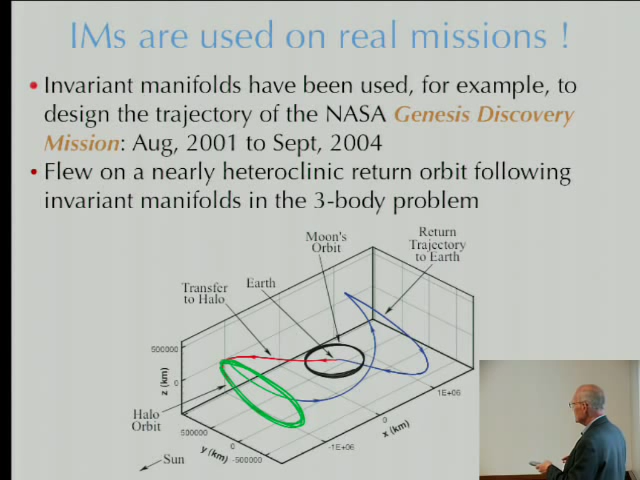 IMs are used on real missions !
• Invariant manifolds have been used, for example, to
design the trajectory of the NASA Genesis Discovery
Mission: Aug, 2001 to Sept, 2004
• Flew on a nearly heteroclinic return orbit following
invariant manifolds in the 3-body problem
Moon's
Orbit
Return
Trajectory
to Earth
Transfer
to Halo
Earth
500000
0
z (km)
Halo
Orbit
500000
0
-500000
y (km)
-1E+06
0
1E+06
x (km)
Sun